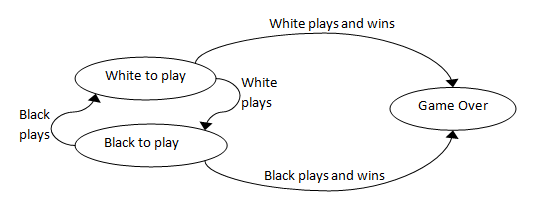 White plays and wins
White to play
White
plays
Game Over
Black
plays
Black to play
Black plays and wins